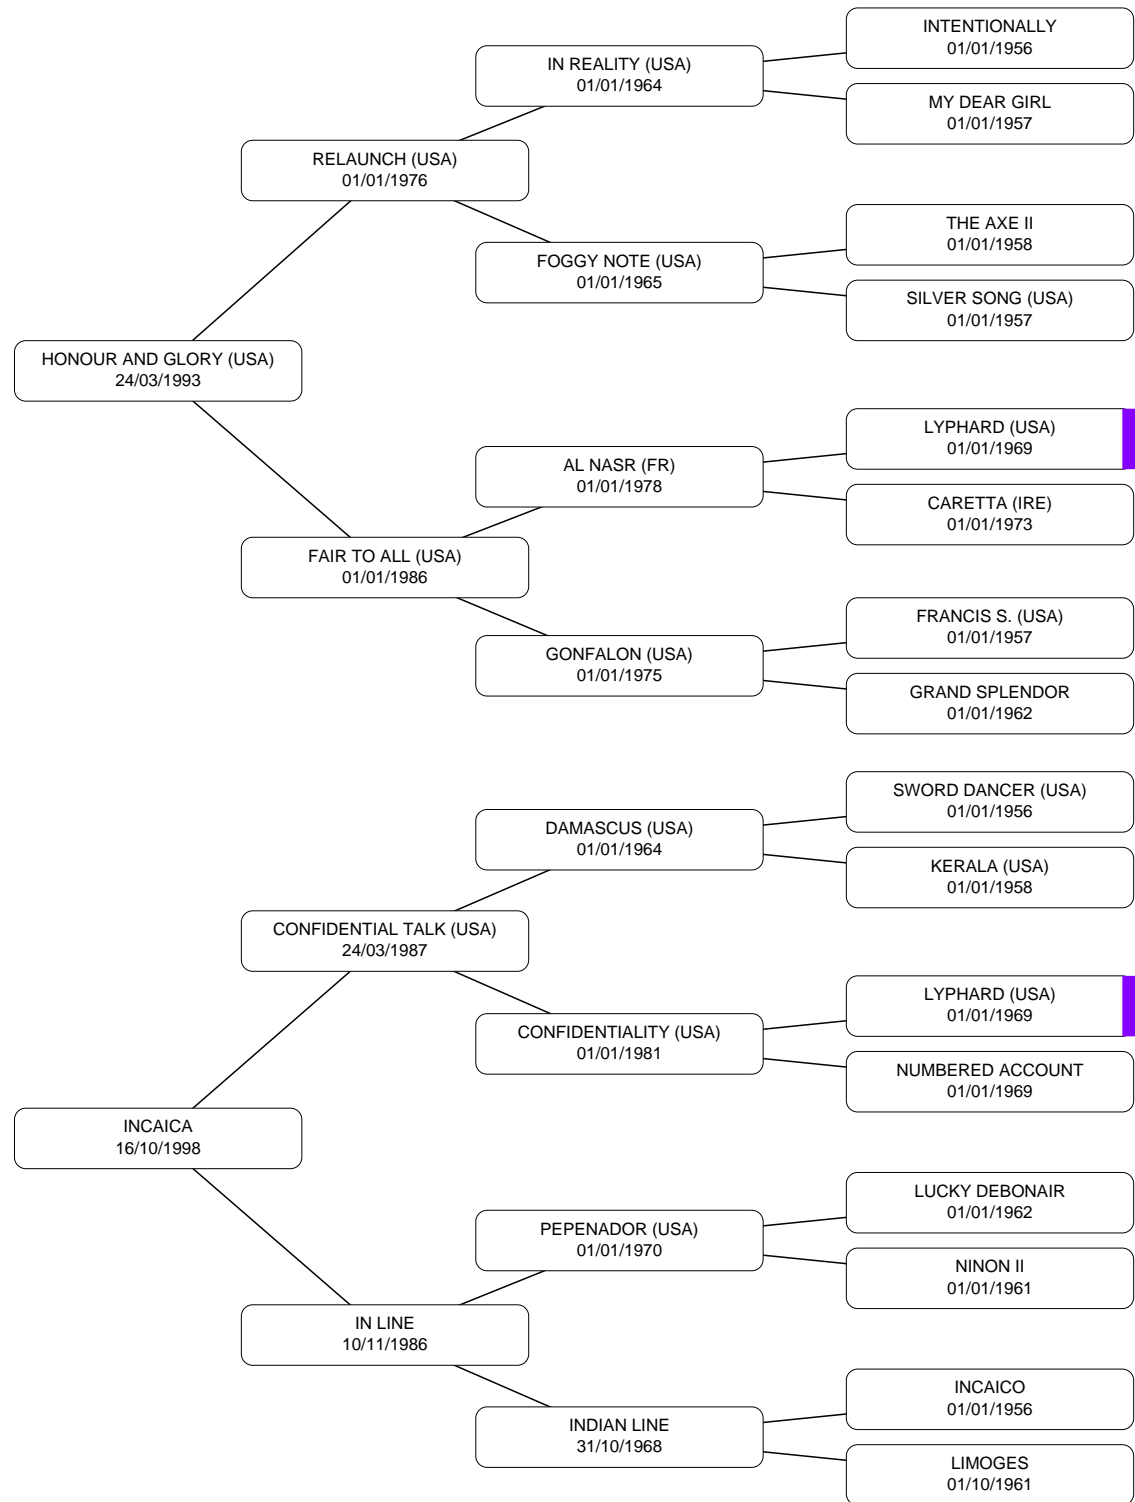 INTENTIONALLY
01/01/1956
IN REALITY (USA)
01/01/1964
MY DEAR GIRL
01/01/1957
RELAUNCH (USA)
01/01/1976
THE AXE II
01/01/1958
FOGGY NOTE (USA)
01/01/1965
SILVER SONG (USA)
01/01/1957
HONOUR AND GLORY (USA)
24/03/1993
LYPHARD (USA)
01/01/1969
AL NASR (FR)
01/01/1978
CARETTA (IRE)
01/01/1973
FAIR TO ALL (USA)
01/01/1986
FRANCIS S. (USA)
01/01/1957
GONFALON (USA)
01/01/1975
GRAND SPLENDOR
01/01/1962
SWORD DANCER (USA)
01/01/1956
DAMASCUS (USA)
01/01/1964
KERALA (USA)
01/01/1958
CONFIDENTIAL TALK (USA)
24/03/1987
LYPHARD (USA)
01/01/1969
CONFIDENTIALITY (USA)
01/01/1981
NUMBERED ACCOUNT
01/01/1969
INCAICA
16/10/1998
LUCKY DEBONAIR
01/01/1962
PEPENADOR (USA)
01/01/1970
NINON II
01/01/1961
IN LINE
10/11/1986
INCAICO
01/01/1956
INDIAN LINE
31/10/1968
LIMOGES
01/10/1961